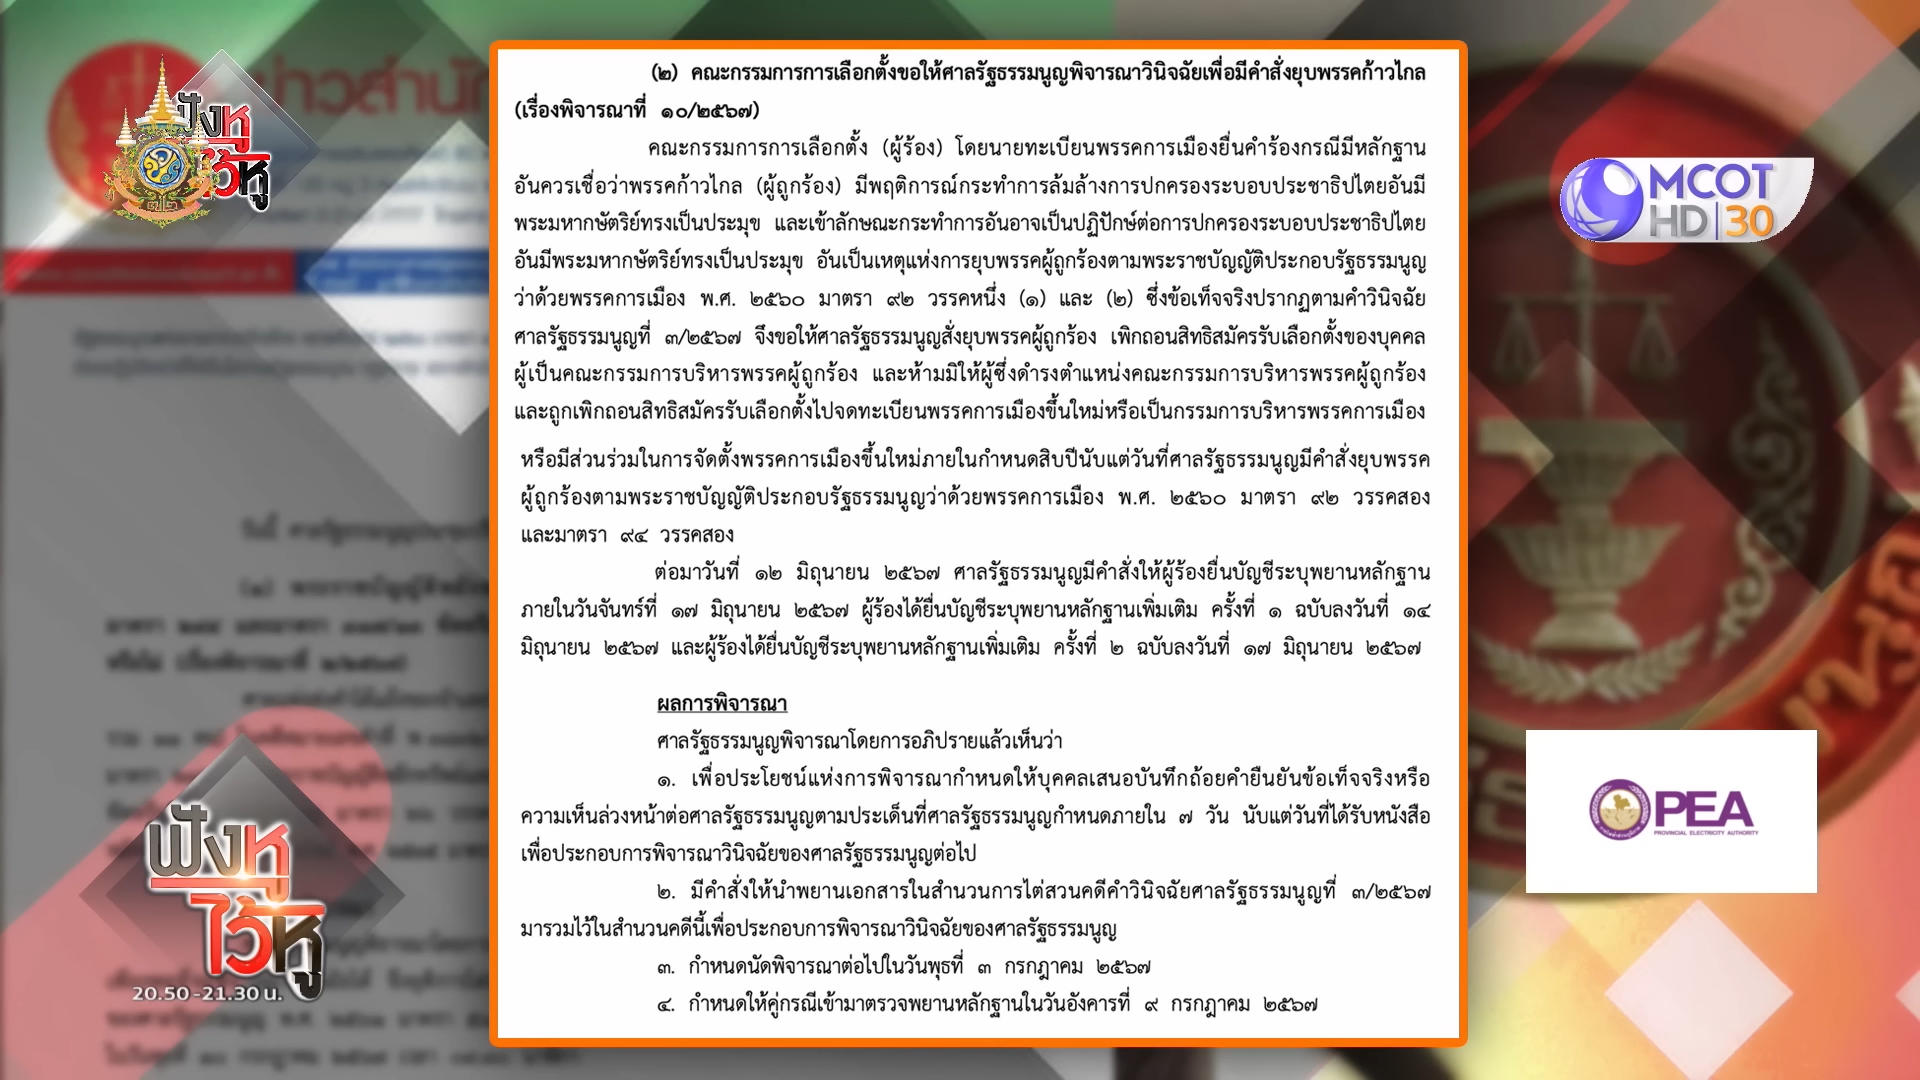 (๒) คณะกรรมการการเลือกตั้งขอให้ศาลรัฐธรรมนูญพิจารณาวินิจฉัยเพื่อมีคำสั่งยุบพรรคก้าวไกล
(เรื่องพิจารณาที่ ๑๐/๒๕๖๗)
คณะกรรมการการเลือกตั้ง (ผู้ร้อง) โดยนายทะเบียนพรรคการเมืองยื่นคำร้องกรณีมีหลักฐาน
อันควรเชื่อว่าพรรคก้าวไกล (ผู้ถูกร้อง) มีพฤติการณ์กระทำการล้มล้างการปกครองระบอบประชาธิปไตยอันมี
พระมหากษัตริย์ทรงเป็นประมุข และเข้าลักษณะกระทำการอันอาจเป็นปฏิปักษ์ต่อการปกครองระบอบประชาธิปไตย
อันมีพระมหากษัตริย์ทรงเป็นประมุข อันเป็นเหตุแห่งการยุบพรรคผู้ถูกร้องตามพระราชบัญญัติประกอบรัฐธรรมนูญ
ว่าด้วยพรรคการเมือง พ.ศ. ๒๕๖๐ มาตรา ๙๒ วรรคหนึ่ง (๑) และ (๒) ซึ่งข้อเท็จจริงปรากฏตามคำวินิจฉัย
ศาลรัฐธรรมนูญที่ ๓/๒๕๖๗ จึงขอให้ศาลรัฐธรรมนูญสั่งยุบพรรคผู้ถูกร้อง เพิกถอนสิทธิสมัครรับเลือกตั้งของบุคคล
ผู้เป็นคณะกรรมการบริหารพรรคผู้ถูกร้อง และห้ามมิให้ผู้ซึ่งดำรงตำแหน่งคณะกรรมการบริหารพรรคผู้ถูกร้อง
และถูกเพิกถอนสิทธิสมัครรับเลือกตั้งไปจดทะเบียนพรรคการเมืองขึ้นใหม่หรือเป็นกรรมการบริหารพรรคการเมือง
หรือมีส่วนร่วมในการจัดตั้งพรรคการเมืองขึ้นใหม่ภายในกำหนดสิบปีนับแต่วันที่ศาลรัฐธรรมนูญมีคำสั่งยุบพรรค
ผู้ถูกร้องตามพระราชบัญญัติประกอบรัฐธรรมนูญว่าด้วยพรรคการเมือง พ.ศ. ๒๕๖๐ มาตรา ๙๒ วรรคสอง
และมาตรา ๙๔ วรรคสอง
ต่อมาวันที่ ๑๒ มิถุนายน ๒๕๖๗ ศาลรัฐธรรมนูญมีคำสั่งให้ผู้ร้องยื่นบัญชีระบุพยานหลักฐาน
ภายในวันจันทร์ที่ ๑๗ มิถุนายน ๒๕๖๗ ผู้ร้องได้ยื่นบัญชีระบุพยานหลักฐานเพิ่มเติม ครั้งที่ ๑ ฉบับลงวันที่ ๑๔
มิถุนายน ๒๕๖๗ และผู้ร้องได้ยื่นบัญชีระบุพยานหลักฐานเพิ่มเติม ครั้งที่ ๒ ฉบับลงวันที่ ๑๗ มิถุนายน ๒๕๖๗
ผลการพิจารณา
ศาลรัฐธรรมนูญพิจารณาโดยการอภิปรายแล้วเห็นว่า
๑. เพื่อประโยชน์แห่งการพิจารณากำหนดให้บุคคลเสนอบันทึกถ้อยคำยืนยันข้อเท็จจริงหรือ
ความเห็นล่วงหน้าต่อศาลรัฐธรรมนูญตามประเด็นที่ศาลรัฐธรรมนูญกำหนดภายใน ๗ วัน นับแต่วันที่ได้รับหนังสือ
เพื่อประกอบการพิจารณาวินิจฉัยของศาลรัฐธรรมนูญต่อไป
๒. มีคำสั่งให้นำพยานเอกสารในสำนวนการไต่สวนคดีคำวินิจฉัยศาลรัฐธรรมนูญที่ ๓/๒๕๖๗
มารวมไว้ในสำนวนคดีนี้เพื่อประกอบการพิจารณาวินิจฉัยของศาลรัฐธรรมนูญ
๓. กำหนดนัดพิจารณาต่อไปในวันพุธที่ ๓ กรกฎาคม ๒๕๖๗
๔. กำหนดให้คู่กรณีเข้ามาตรวจพยานหลักฐานในวันอังคารที่ ๙ กรกฎาคม ๒๕๖๗
ฟังหู
ไว้หู
MCOT
HD 30
PEA
PROVINCIAL ELECTRICITY AUTHORITY
ฟังหู
ไว้หู
20.50 -21.30 น.